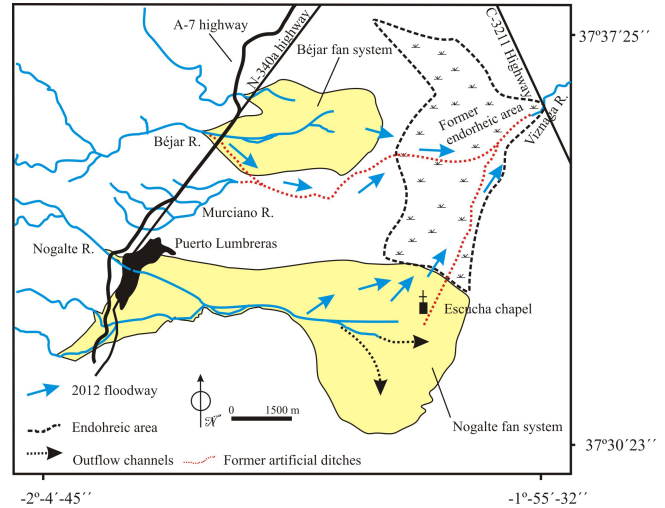 A-7 highway
N-340a highway
C-3211 Highway
37º37´25´´
Béjar fan system
Former
endorheic area
Viznaga R.
Béjar R.
Murciano R.
Nogalte R.
Puerto Lumbreras
Escucha chapel
2012 floodway
0 1500 m
N
Endohreic area
Nogalte fan system
37º30´23´´
Outflow channels
Former artificial ditches
-2º-4´-45´´
-1º-55´-32´´